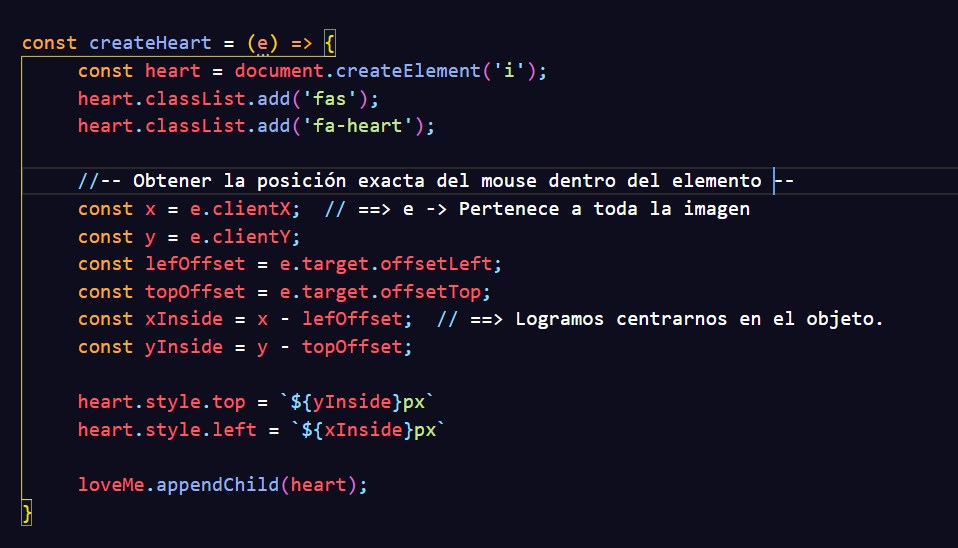 const createHeart = (e) => {
const heart = document.createElement('i');
heart.classList.add('fas');
heart.classList.add('fa-heart');
//-- Obtener la posición exacta del mouse dentro del elemento --
const x = e.clientX;  // ==> e -> Pertenece a toda la imagen
const y = e.clientY;
const lefOffset = e.target.offsetLeft;
const topOffset = e.target.offsetTop;
const xInside = x - lefOffset;  // ==> Logramos centrarnos en el objeto.
const yInside = y - topOffset;
heart.style.top = `${yInside}px`
heart.style.left = `${xInside}px`
loveMe.appendChild(heart);
}